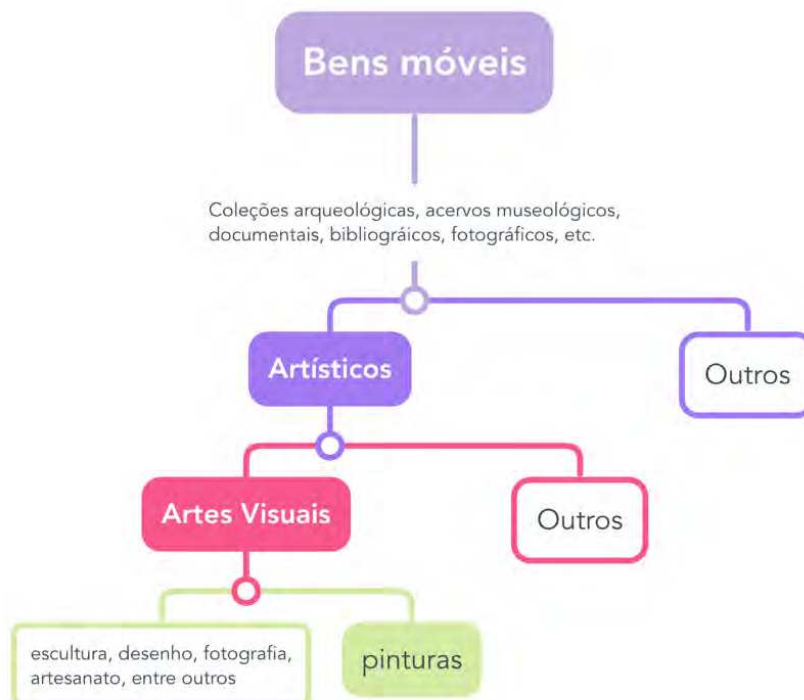 Bens móveis
Coleções arqueológicas, acervos museológicos,
documentais, bibliográicos, fotográficos, etc.
Artísticos
Outros
Artes Visuais
Outros
escultura, desenho, fotografia,
artesanato, entre outros
pinturas